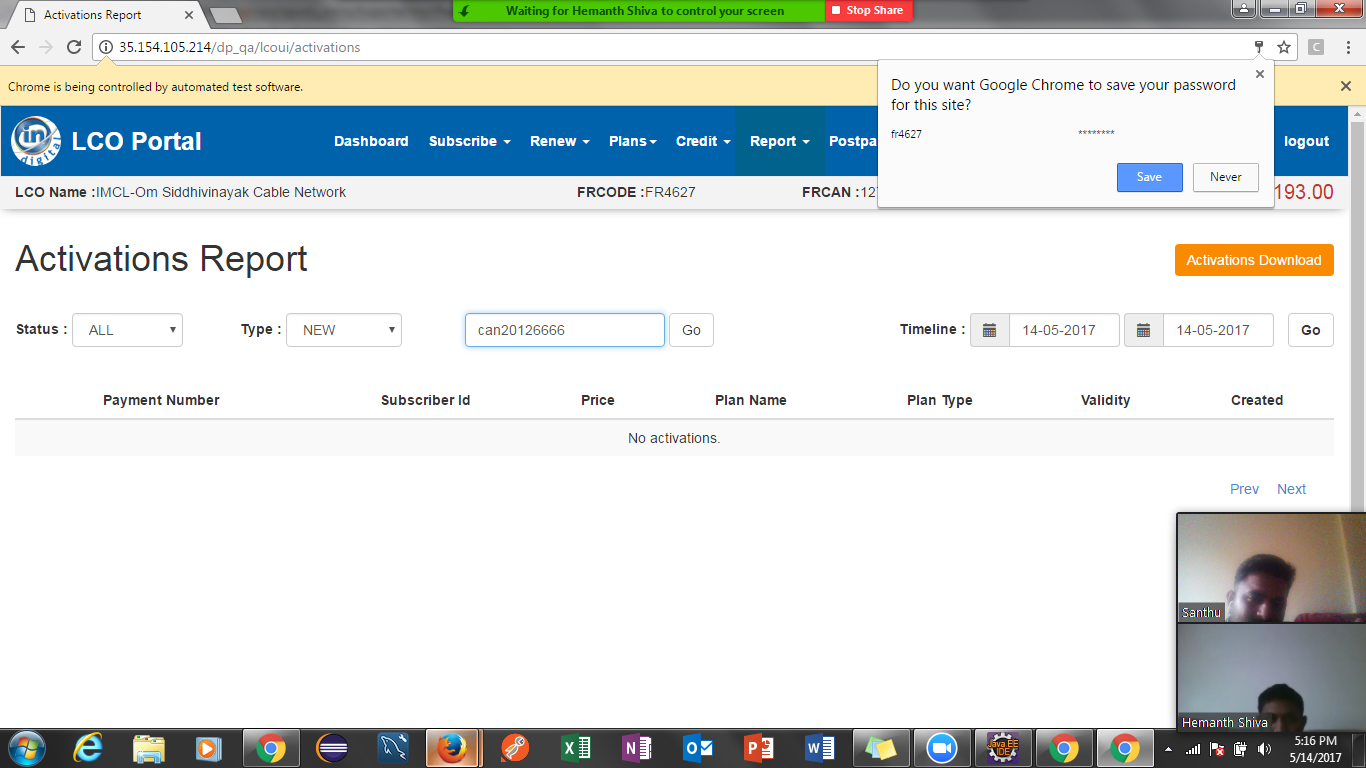 Activations Report
Waiting for Hemanth Shiva to control your screen
Stop Share
35.154.105.214/dp_qa/lcoui/activations
C
Chrome is being controlled by automated test software.
Do you want Google Chrome to save your password
for this site?
fr4627 ********
Save Never
in
digital
LCO Portal
Dashboard Subscribe Renew Plans Credit Report Postpa logout
LCO Name :IMCL-Om Siddhivinayak Cable Network FRCODE :FR4627 FRCAN :127 193.00
Activations Report
Activations Download
Status : ALL Type : NEW can20126666 Go Timeline : 14-05-2017 14-05-2017 Go
Payment Number Subscriber Id Price Plan Name Plan Type Validity Created
No activations.
Prev Next
Santhu
Hemanth Shiva
Java EE
IDE
5:16 PM
5/14/2017